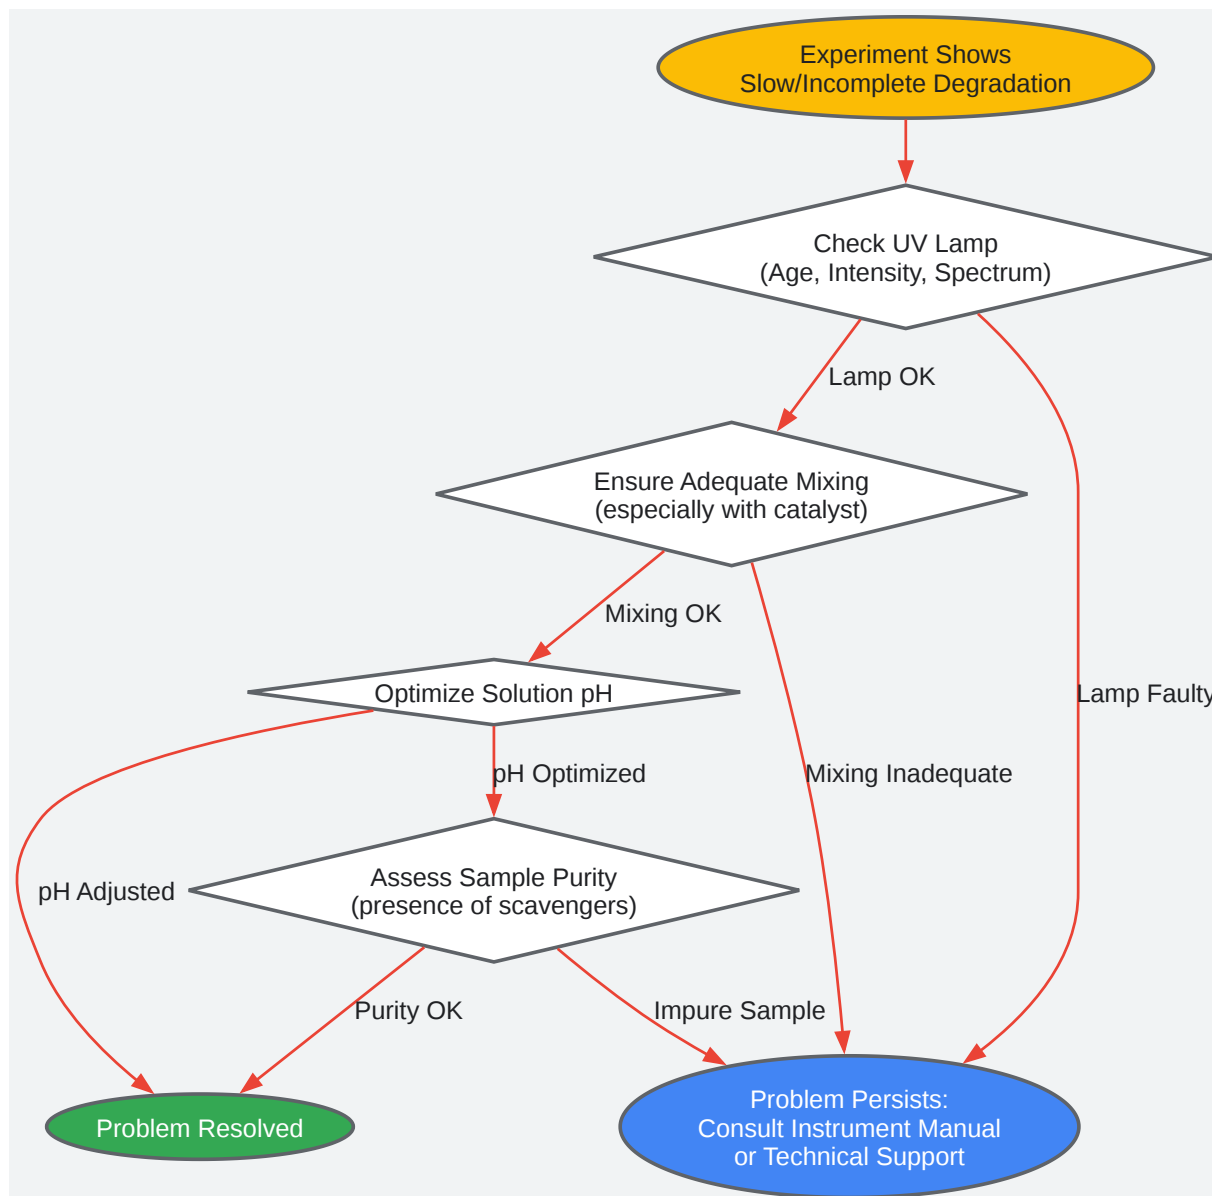 Experiment Shows
Slow/Incomplete Degradation
Check UV Lamp
(Age, Intensity, Spectrum)
Lamp OK
Ensure Adequate Mixing
(especially with catalyst)
Mixing OK
Optimize Solution pH
Lamp Faulty
pH Optimized
Mixing Inadequate
Assess Sample Purity
(presence of scavengers)
pH Adjusted
Purity OK
Impure Sample
Problem Resolved
Problem Persists:
Consult Instrument Manual
or Technical Support